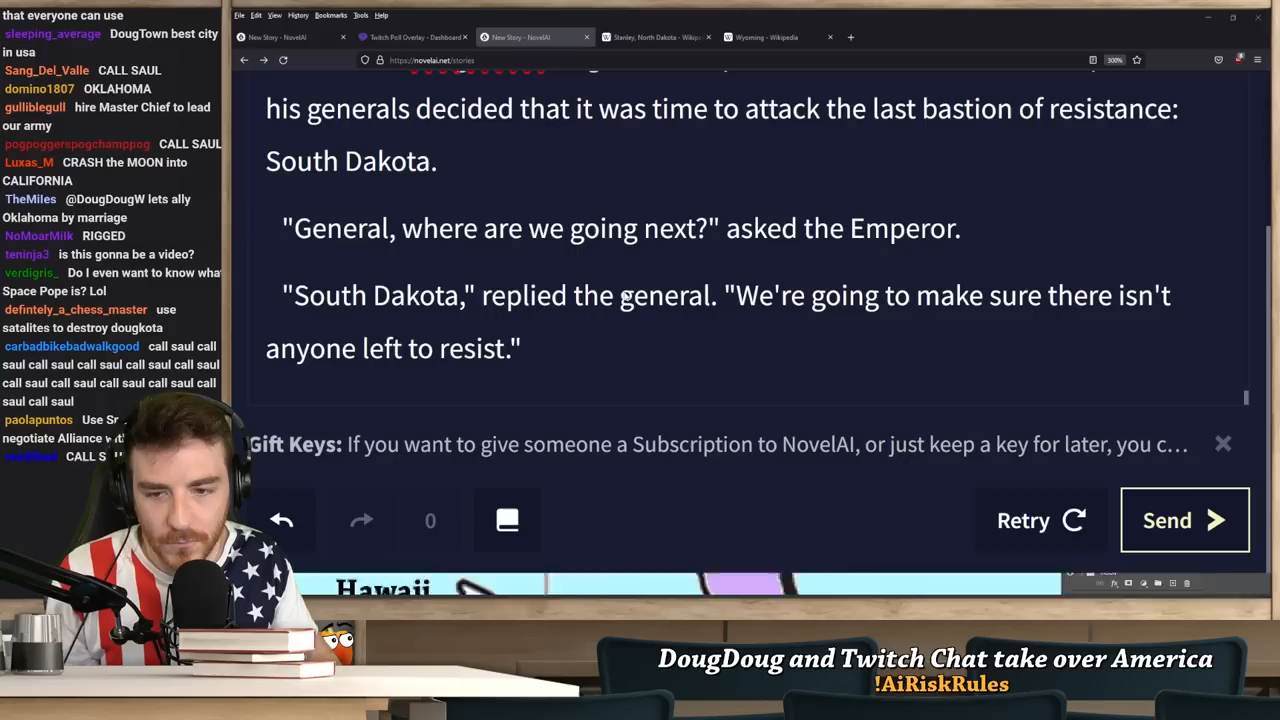 that everyone can use
sleeping_average DougTown best city
in usa
Sang_Del_Valle CALL SAUL
domino1807 OKLAHOMA
gulliblegull hire Master Chief to lead
our army
pogpoggerspogchamppog CALL SAUL
Luxas_M CRASH the MOON into
CALIFORNIA
TheMiles @DougDougW lets ally
Oklahoma by marriage
NoMoarMilk RIGGED
teninja3 is this gonna be a video?
verdigris_ Do I even want to know wha
Space Pope is? Lol
defintely_a_chess_master use
satalites to destroy dougkota
carbadbikebadwalkgood call saul call
saul call saul call saul call saul call
saul call saul call saul call saul call
saul call saul
paolapuntos Use
negotiate Alliance
CALL S
File Edit View History Bookmarks Tools Help
New Story - NovelAI
Twitch Poll Overlay - Dashboard
New Story - NovelAI
Stanley, North Dakota - Wikip
Wyoming - Wikipedia
https://novelai.net/stories
300%
his generals decided that it was time to attack the last bastion of resistance:
South Dakota.
"General, where are we going next?" asked the Emperor.
"South Dakota," replied the general. "We're going to make sure there isn't
anyone left to resist."
Gift Keys: If you want to give someone a Subscription to NovelAI, or just keep a key for later, you c...
0
Retry
Send
Hawaii
DougDoug and Twitch Chat take over America
!AiRiskRules